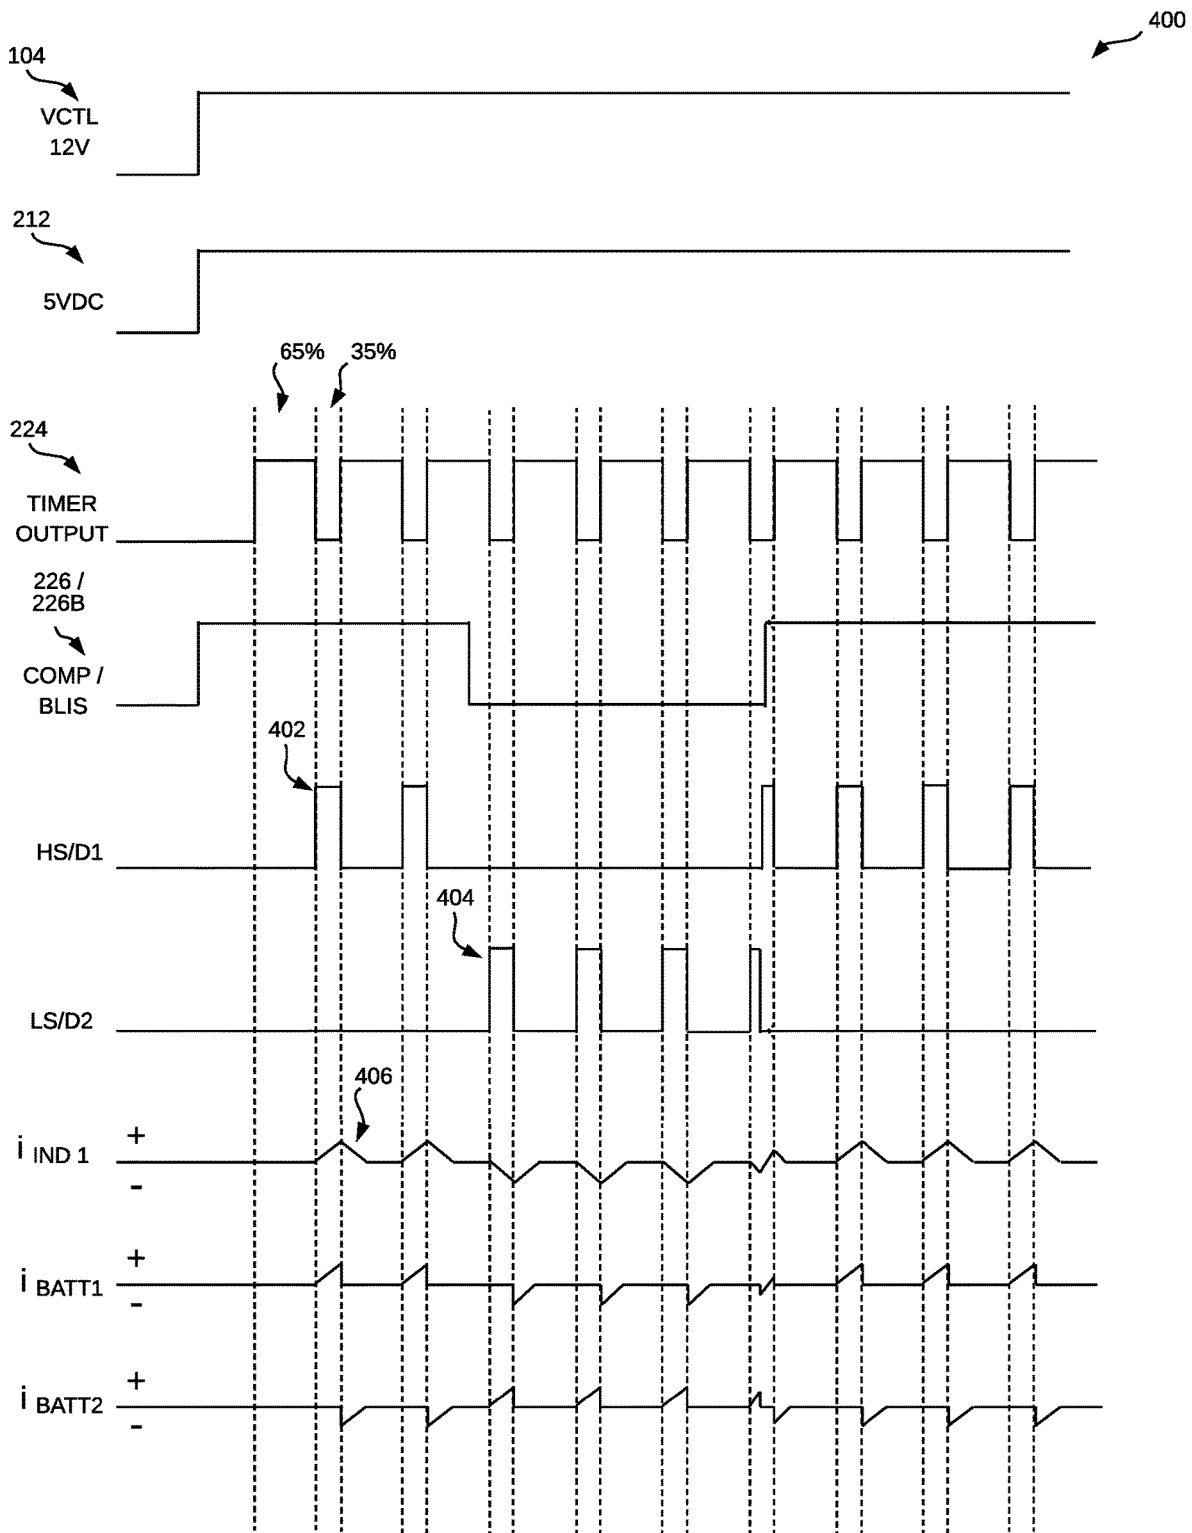 400
104
VCTL
12V
212
5VDC
65% 35%
224
TIMER
OUTPUT
226 /
226B
COMP /
BLIS
402
HS/D1
404
LS/D2
406
+
i IND 1
-
+
i BATT1
-
+
i BATT2
-